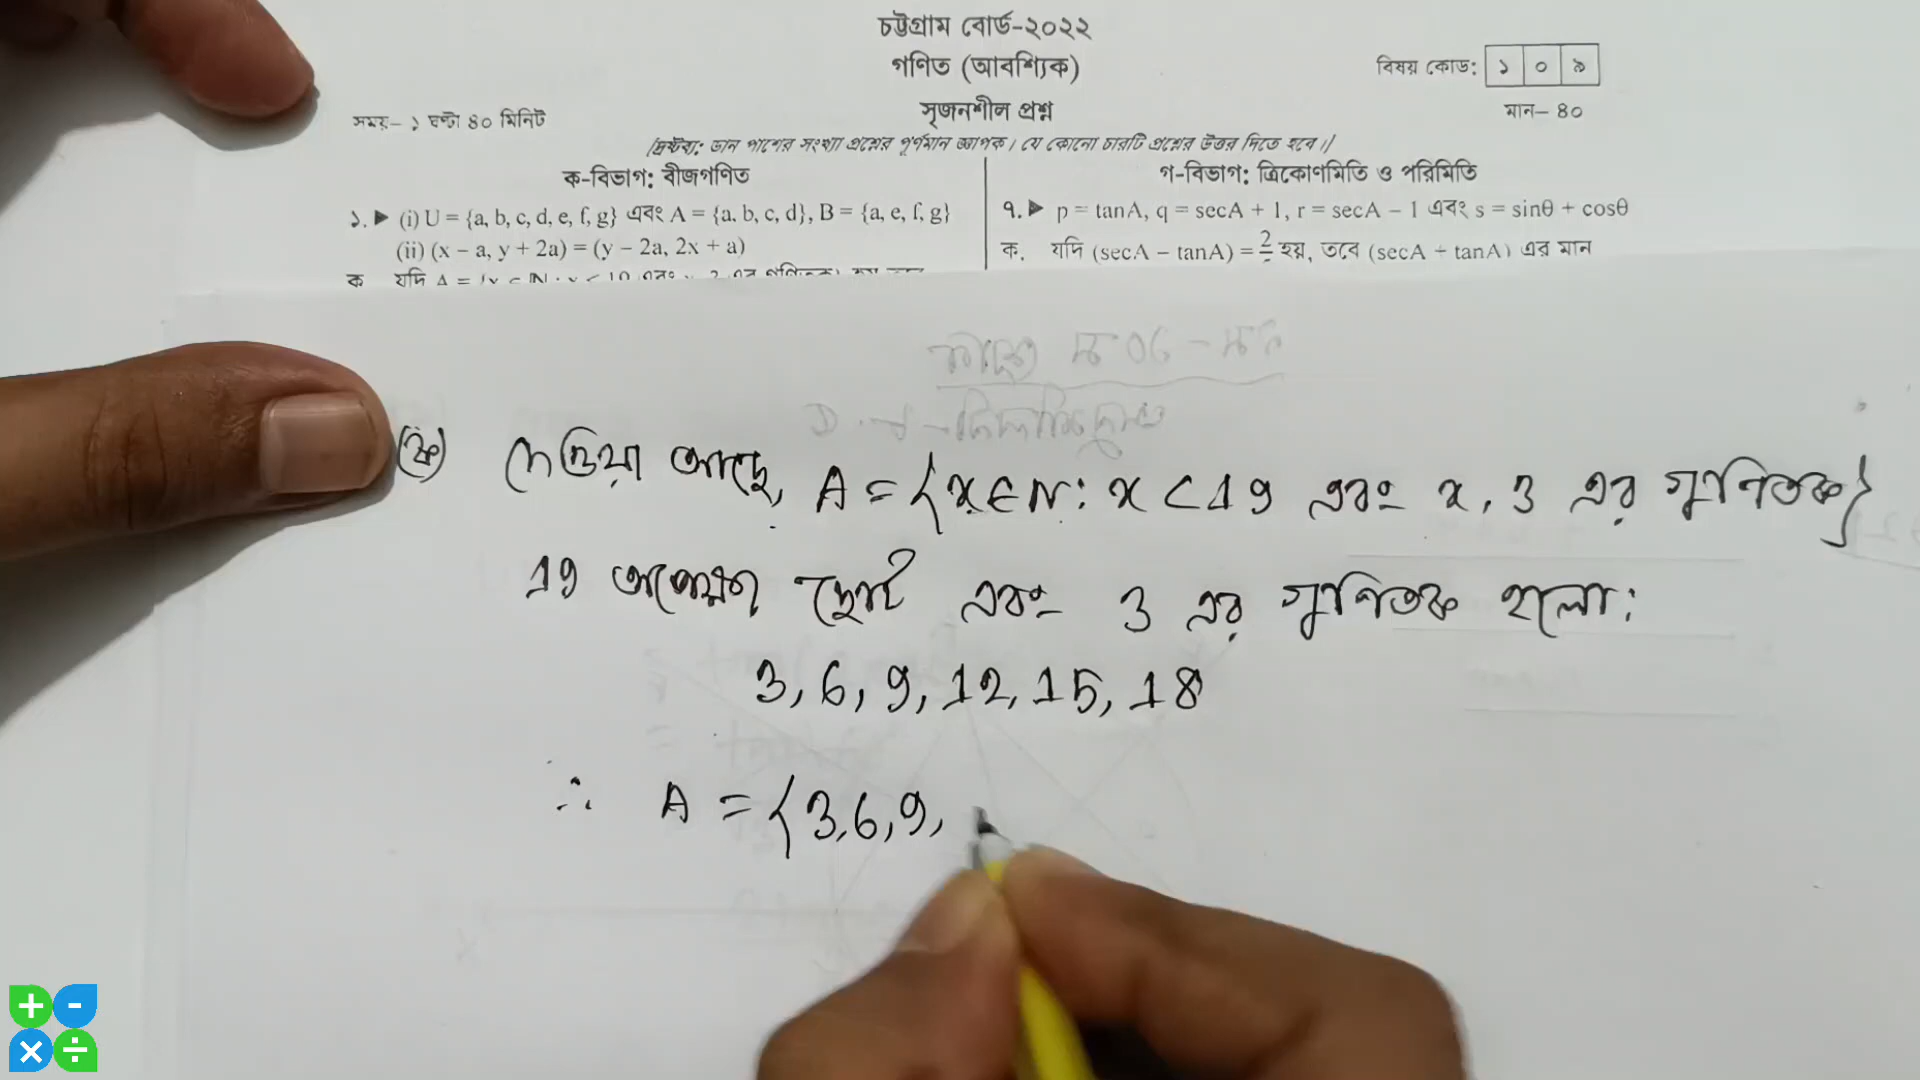 চট্টগ্রাম বোর্ড-২০২২
গণিত (আবশ্যিক)
বিষয় কোড: ১ ০ ৯
সময়– ১ ঘণ্টা ৪০ মিনিট
সৃজনশীল প্রশ্ন
মান– ৪০
[দ্রষ্টব্য: ডান পাশের সংখ্যা প্রশ্নের পূর্ণমান জ্ঞাপক। যে কোনো চারটি প্রশ্নের উত্তর দিতে হবে।]
ক-বিভাগ: বীজগণিত
১.▶ (i) U = {a, b, c, d, e, f, g} এবং A = {a, b, c, d}, B = {a, e, f, g}
(ii) (x – a, y + 2a) = (y – 2a, 2x + a)
ক যদি A =
গ-বিভাগ: ত্রিকোণমিতি ও পরিমিতি
৭.▶ p = tanA, q = secA + 1, r = secA – 1 এবং s = sinθ + cosθ
ক. যদি (secA – tanA) = 2 হয়, তবে (secA + tanA) এর মান
(ক) দেওয়া আছে, A = {x∈N: x < 19 এবং x, 3 এর গুণিতক}
19 অপেক্ষা ছোট এবং 3 এর গুণিতক হলো:
3, 6, 9, 12, 15, 18
∴ A = {3,6,9,
+ -
× ÷